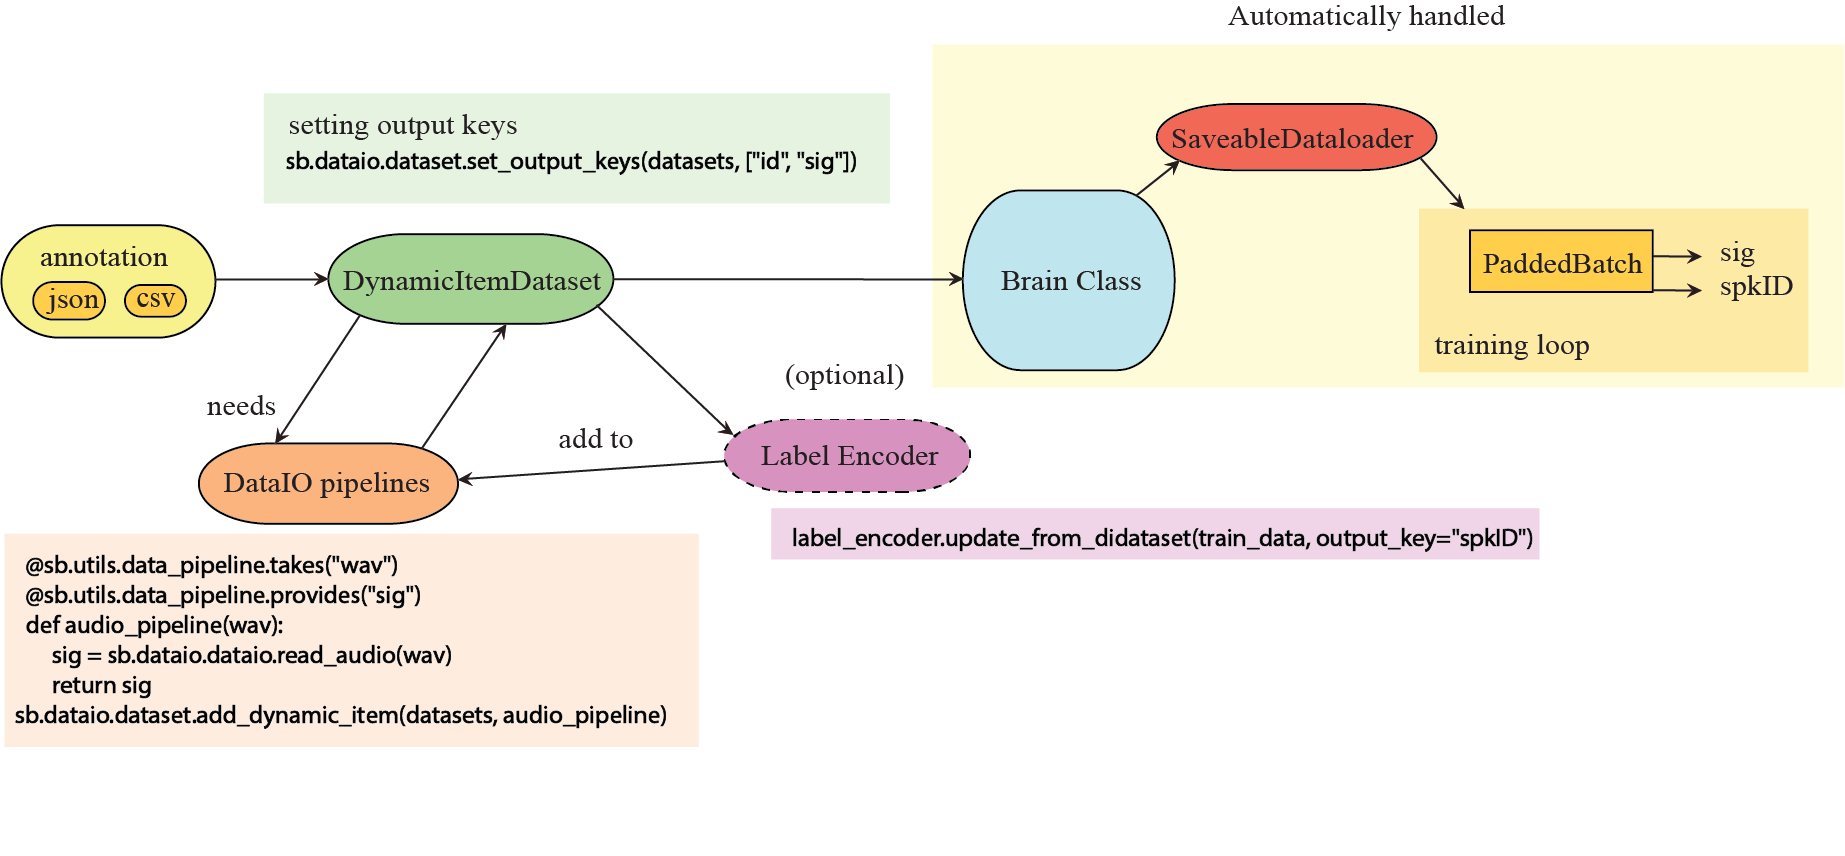 Automatically handled
setting output keys
sb.dataio.dataset.set_output_keys(datasets, ["id", "sig"])
SaveableDataloader
annotation
json csv
DynamicItemDataset
Brain Class
PaddedBatch
sig
spkID
training loop
(optional)
needs
add to
DataIO pipelines
Label Encoder
label_encoder.update_from_didataset(train_data, output_key="spkID")
@sb.utils.data_pipeline.takes("wav")
@sb.utils.data_pipeline.provides("sig")
def audio_pipeline(wav):
sig = sb.dataio.dataio.read_audio(wav)
return sig
sb.dataio.dataset.add_dynamic_item(datasets, audio_pipeline)